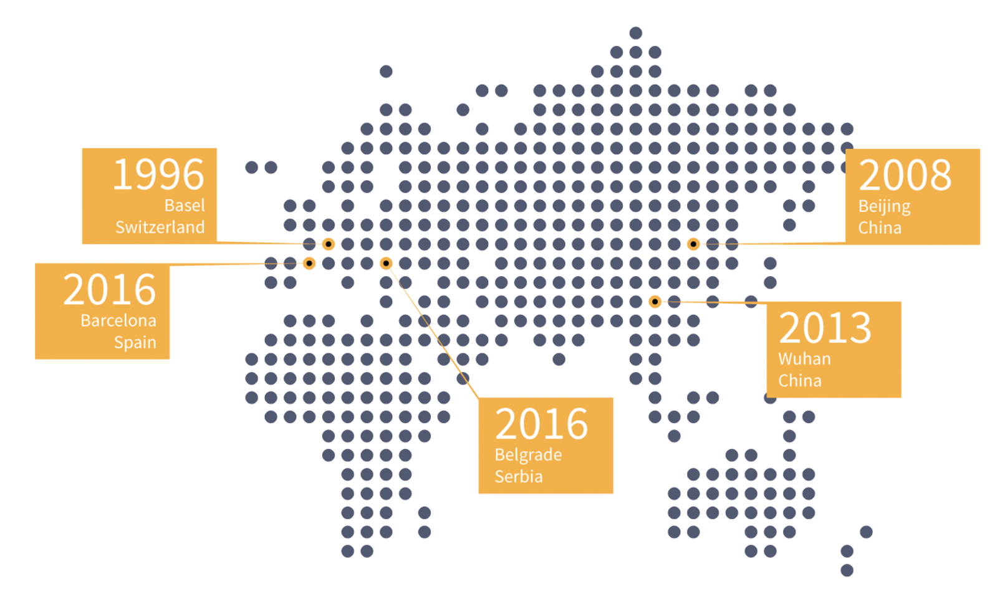 1996
Basel
Switzerland
2008
Beijing
China
2016
Barcelona
Spain
2013
Wuhan
China
2016
Belgrade
Serbia